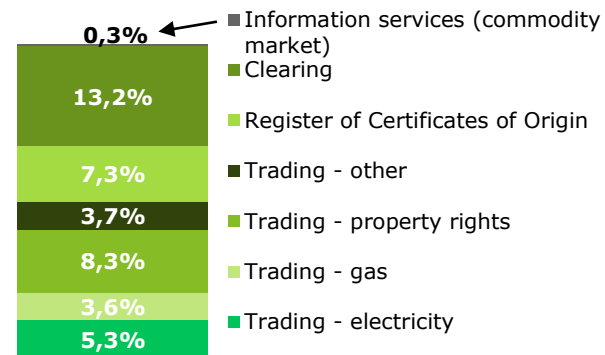 0,3%
Information services (commodity
market)
Clearing
13,2%
Register of Certificates of Origin
7,3%
Trading - other
3,7%
Trading - property rights
8,3%
Trading - gas
3,6%
Trading - electricity
5,3%